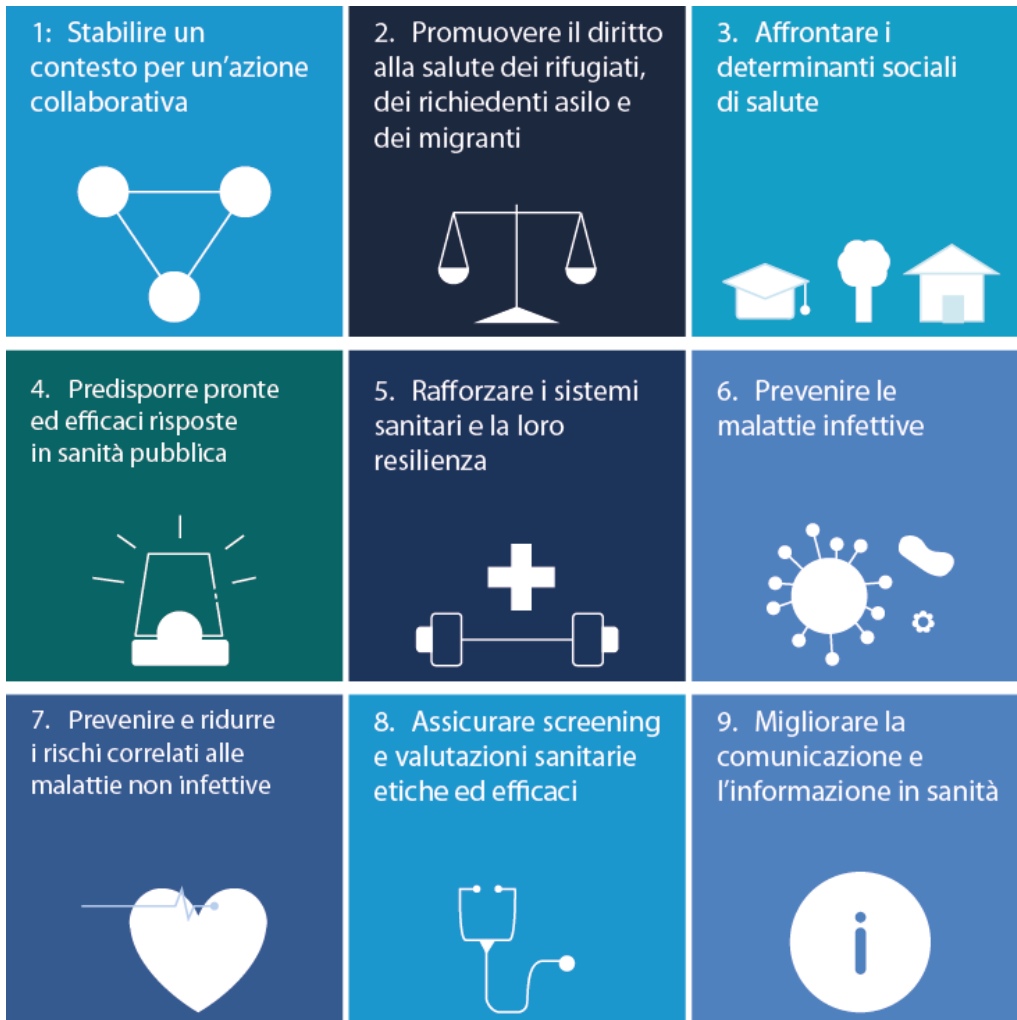 1: Stabilire un
contesto per un'azione
collaborativa
2. Promuovere il diritto
alla salute dei rifugiati,
dei richiedenti asilo e
dei migranti
3. Affrontare i
determinanti sociali
di salute
4. Predisporre pronte
ed efficaci risposte
in sanità pubblica
5. Rafforzare i sistemi
sanitari e la loro
resilienza
6. Prevenire le
malattie infettive
7. Prevenire e ridurre
i rischi correlati alle
malattie non infettive
8. Assicurare screening
e valutazioni sanitarie
etiche ed efficaci
9. Migliorare la
comunicazione e
l'informazione in sanità
i